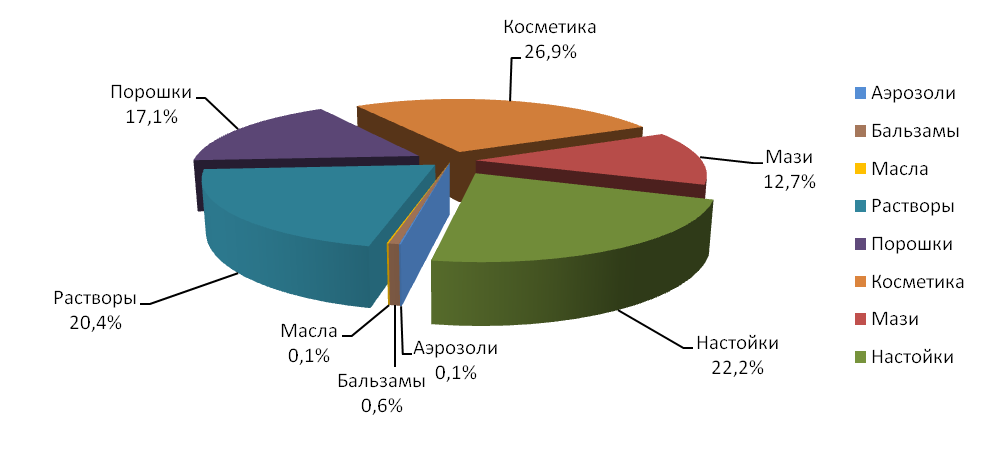 Косметика
26,9%
Порошки
17,1%
Мази
12,7%
Растворы
20,4%
Масла
0,1%
Бальзамы
0,6%
Аэрозоли
0,1%
Настойки
22,2%
Аэрозоли
Бальзамы
Масла
Растворы
Порошки
Косметика
Мази
Настойки